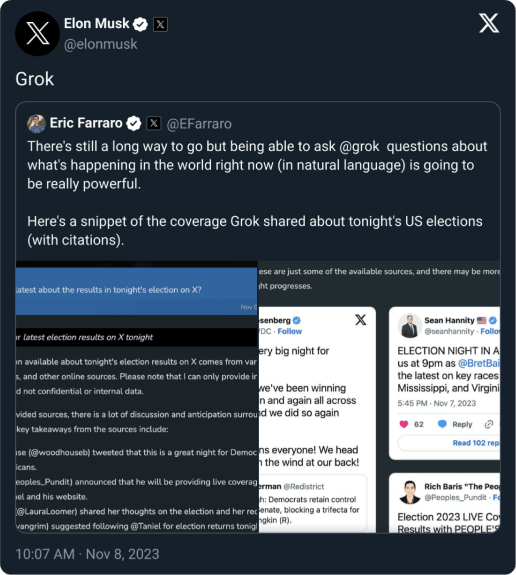 Elon Musk
@elonmusk
Grok
Eric Farraro @EFarraro
There's still a long way to go but being able to ask @grok questions about
what's happening in the world right now (in natural language) is going to
be really powerful.
Here's a snippet of the coverage Grok shared about tonight's US elections
(with citations).
latest about the results in tonight's election on X?
Nov 8
r latest election results on X tonight
n available about tonight's election results on X comes from var
s, and other online sources. Please note that I can only provide ir
d not confidential or internal data.
vided sources, there is a lot of discussion and anticipation surrou
key takeaways from the sources include:
se (@woodhouseb) tweeted that this is a great night for Democ
icans.
eoples_Pundit) announced that he will be providing live coverag
el and his website.
@LauraLoomer) shared her thoughts on the election and her rec
vangrim) suggested following @Taniel for election returns tonig
ese are just some of the available sources, and there may be more
ht progresses.
senberg
DC · Follow
ery big night for
we've been winning
n and again all across
d we did so again
ns everyone! We head
n the wind at our back!
erman @Redistrict
h: Democrats retain control
Senate, blocking a trifecta for
ngkin (R).
Sean Hannity
@seanhannity · Follo
ELECTION NIGHT IN A
us at 9pm as @BretBai
the latest on key races
Mississippi, and Virgini
5:45 PM · Nov 7, 2023
62 Reply
Read 102 rep
Rich Baris "The Peop
@Peoples_Pundit · Fo
Election 2023 LIVE Cov
Results with PEOPLE'S
10:07 AM · Nov 8, 2023